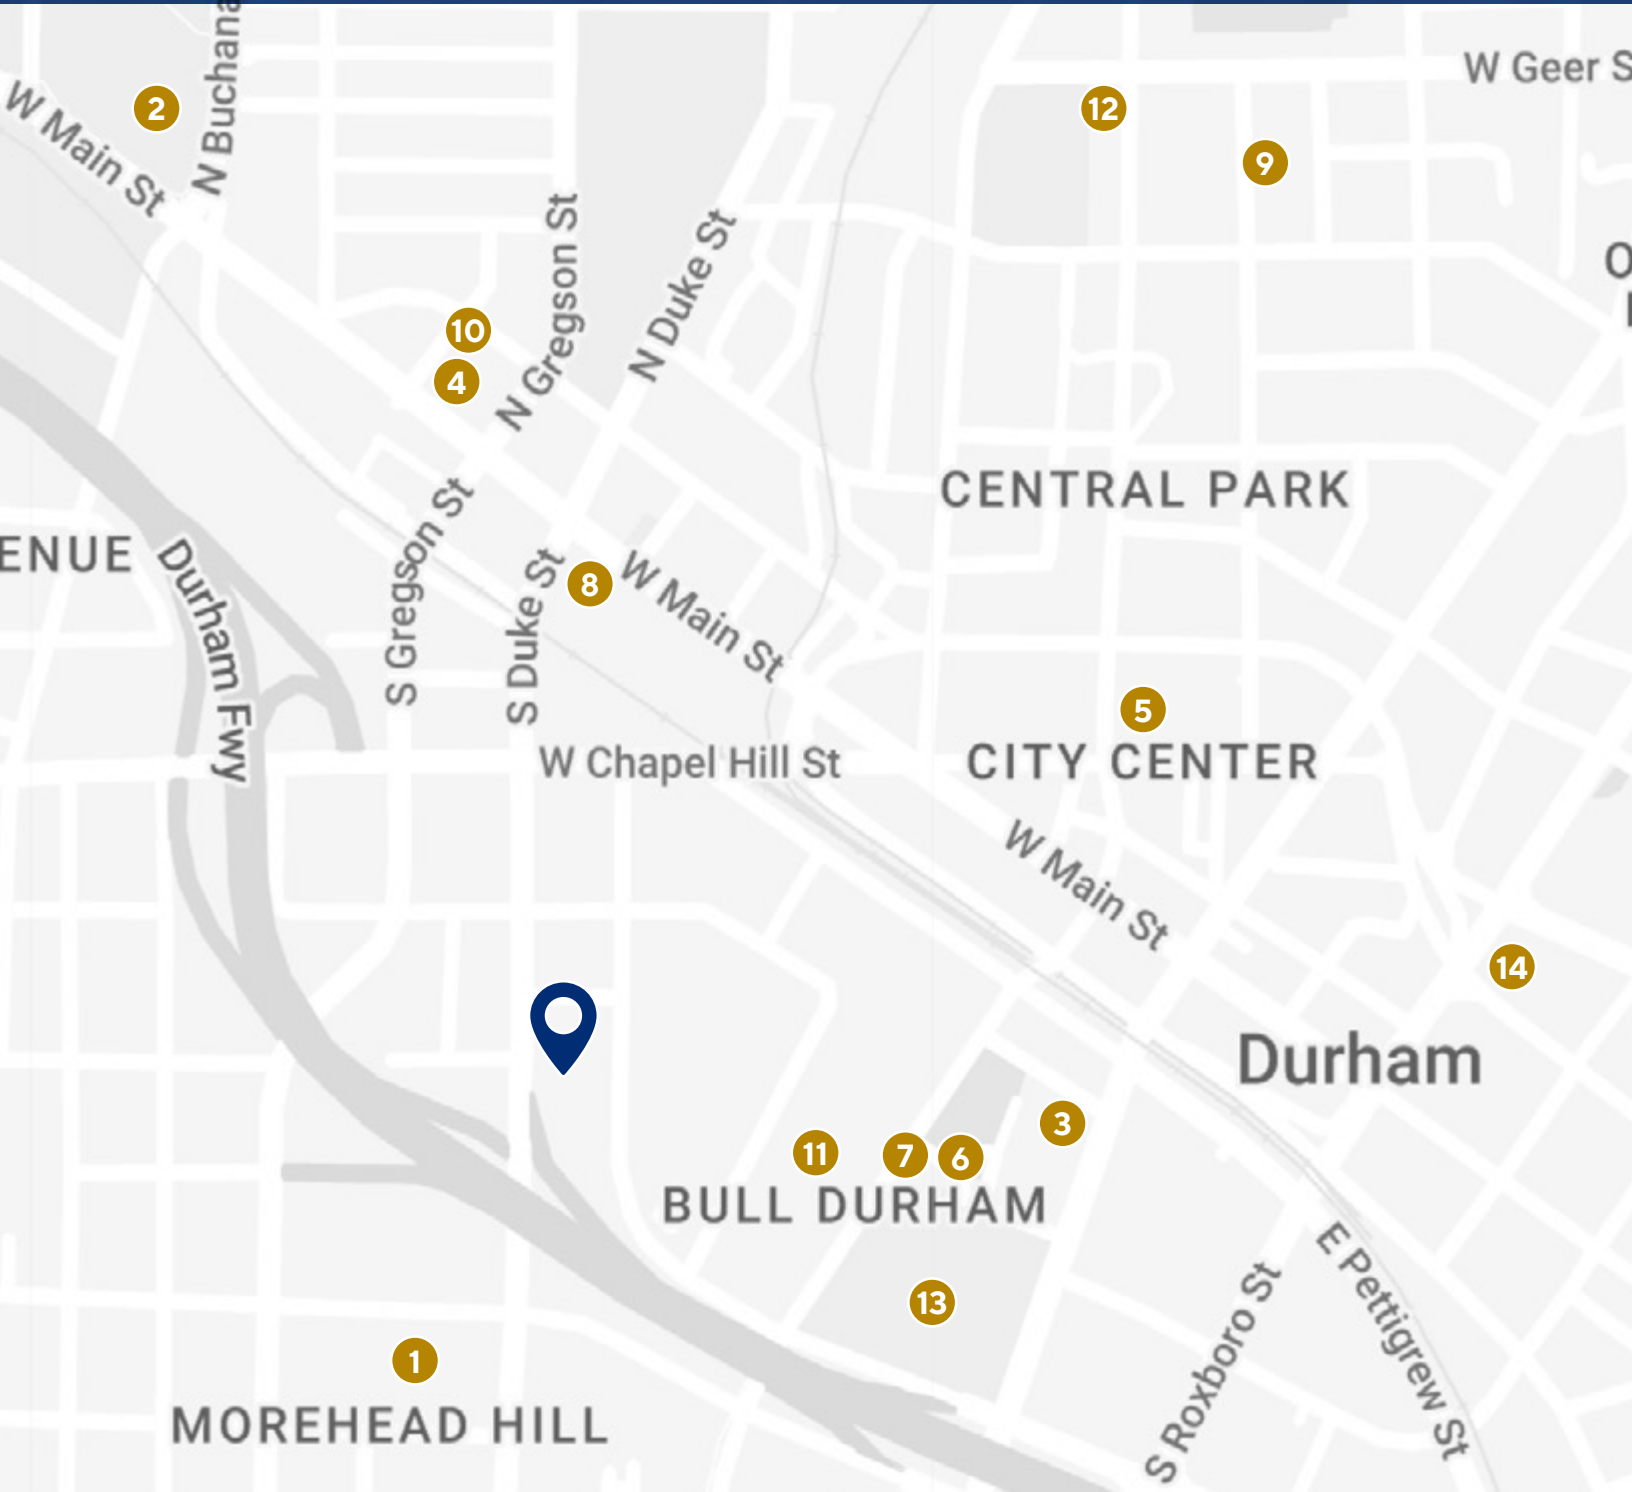 N Buchana
W Geer S
2
12
W Main St
9
N Gregson St
N Duke St
O
10
4
CENTRAL PARK
S Gregson St
ENUE
Durham Fwy
S Duke St
8
W Main St
5
W Chapel Hill St
CITY CENTER
W Main St
14
Durham
3
11
7
6
BULL DURHAM
E Pettigrew St
13
S Roxboro St
1
MOREHEAD HILL